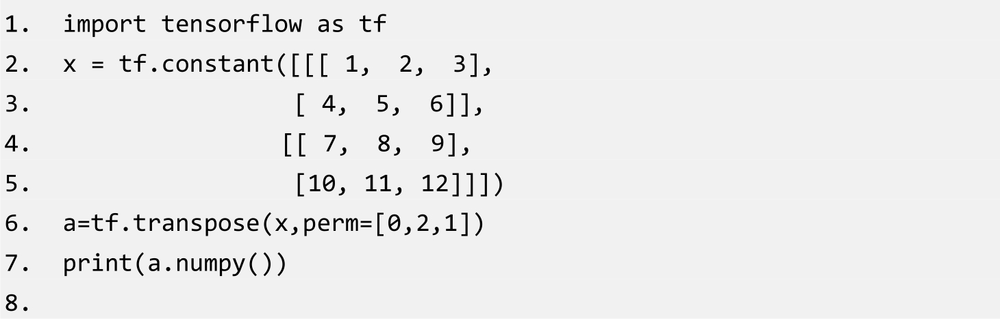 1. import tensorflow as tf
2. x = tf.constant([[[ 1,  2,  3],
3.                 [ 4,  5,  6]],
4.                [[ 7,  8,  9],
5.                 [10, 11, 12]]])
6. a=tf.transpose(x,perm=[0,2,1])
7. print(a.numpy())
8.